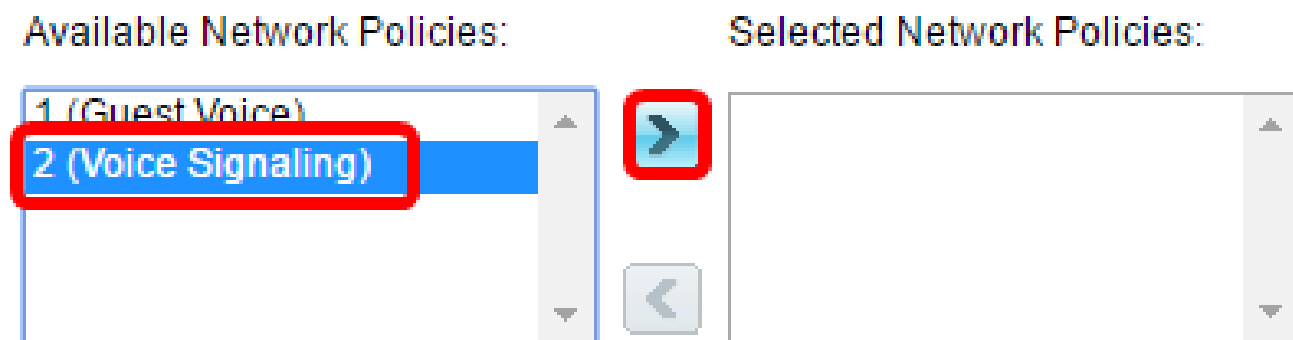 Available Network Policies:
Selected Network Policies:
1 (Guest Voice)
2 (Voice Signaling)